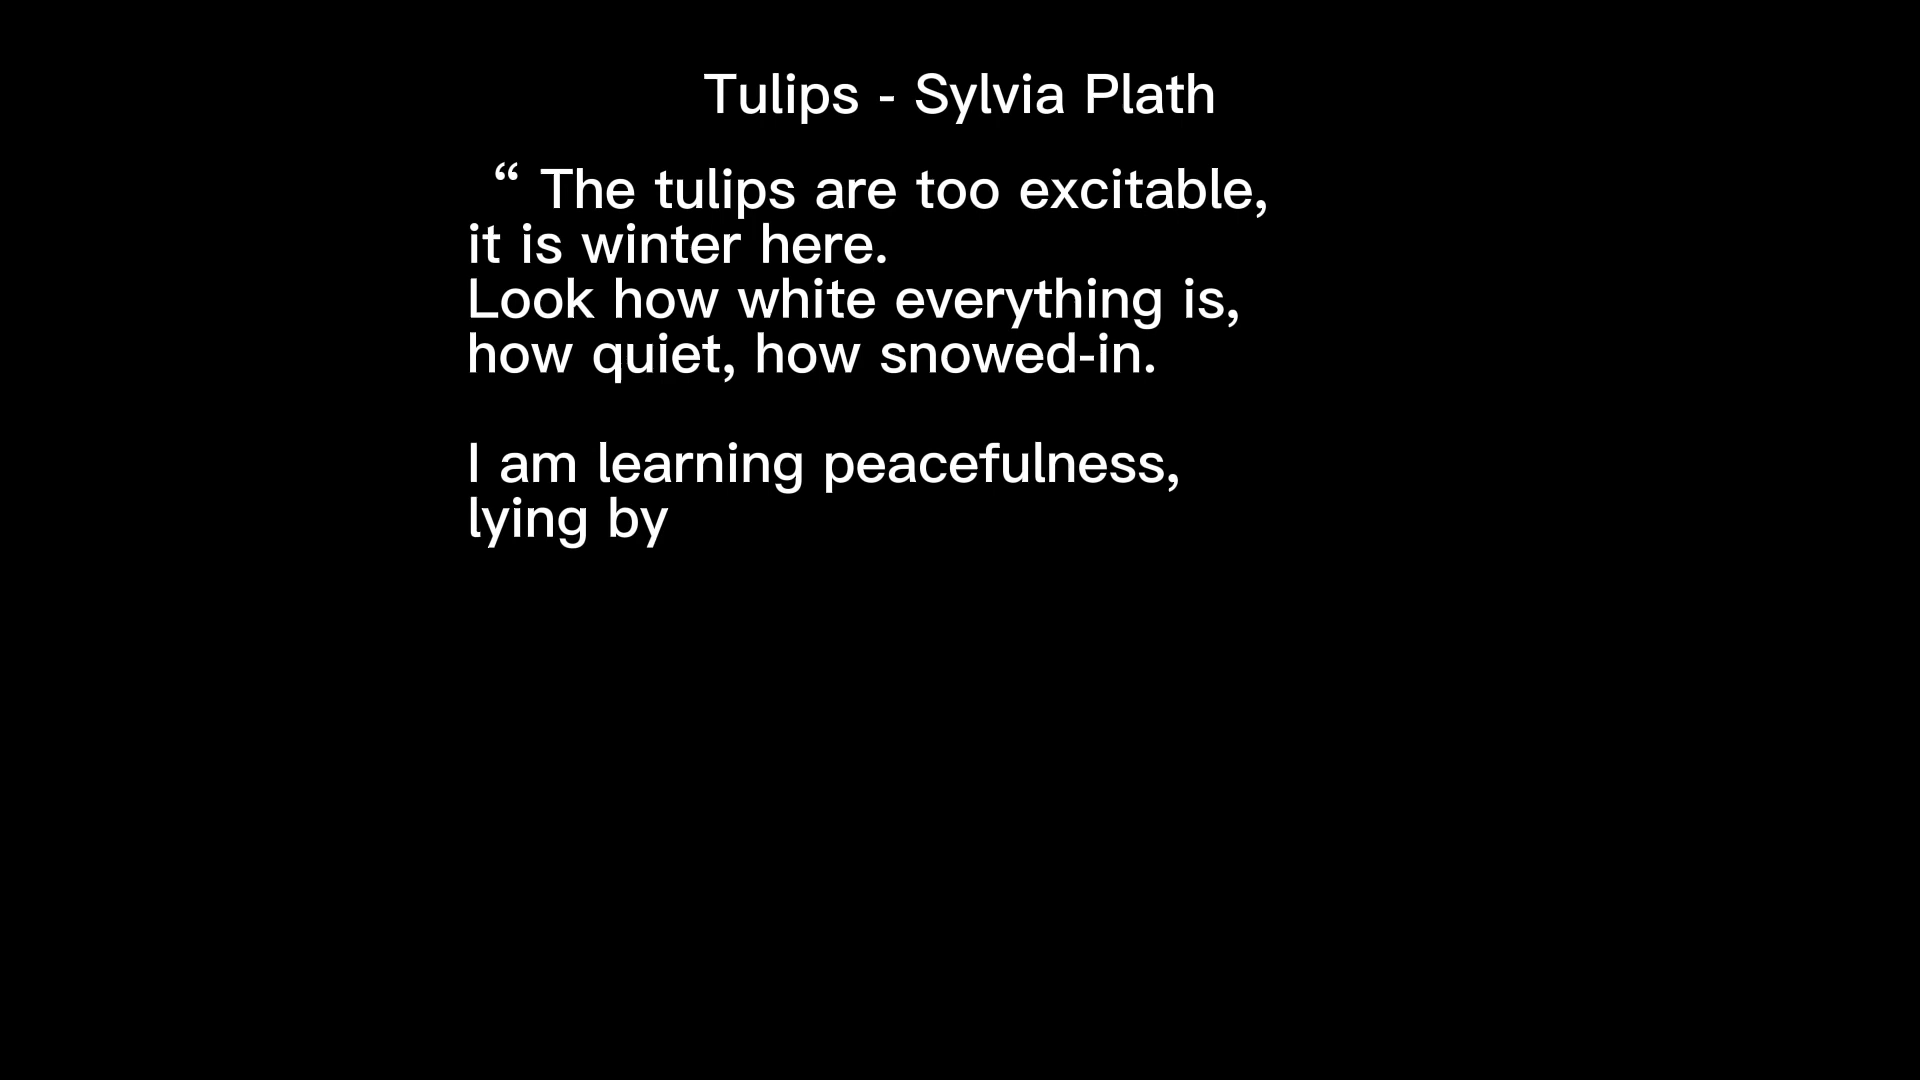 Tulips - Sylvia Plath
“ The tulips are too excitable,
it is winter here.
Look how white everything is,
how quiet, how snowed-in.
I am learning peacefulness,
lying by